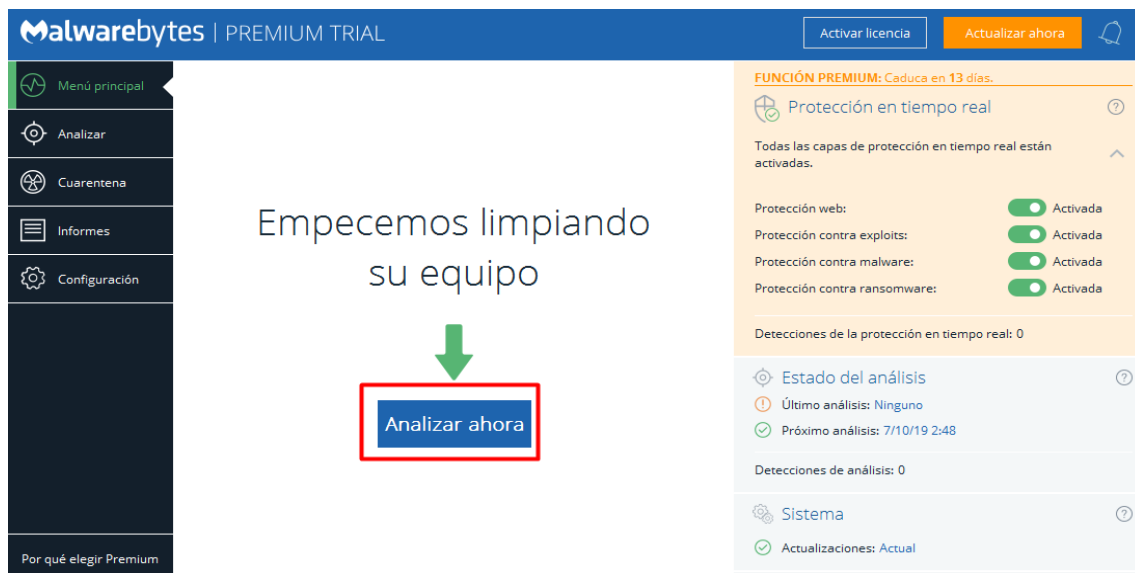 Malwarebytes | PREMIUM TRIAL
Activar licencia
Actualizar ahora
Menú principal
Analizar
Cuarentena
Informes
Configuración
Por qué elegir Premium
Empecemos limpiando
su equipo
Analizar ahora
FUNCIÓN PREMIUM: Caduca en 13 días.
Protección en tiempo real
Todas las capas de protección en tiempo real están
activadas.
Protección web: Activada
Protección contra exploits: Activada
Protección contra malware: Activada
Protección contra ransomware: Activada
Detecciones de la protección en tiempo real: 0
Estado del análisis
Último análisis: Ninguno
Próximo análisis: 7/10/19 2:48
Detecciones de análisis: 0
Sistema
Actualizaciones: Actual